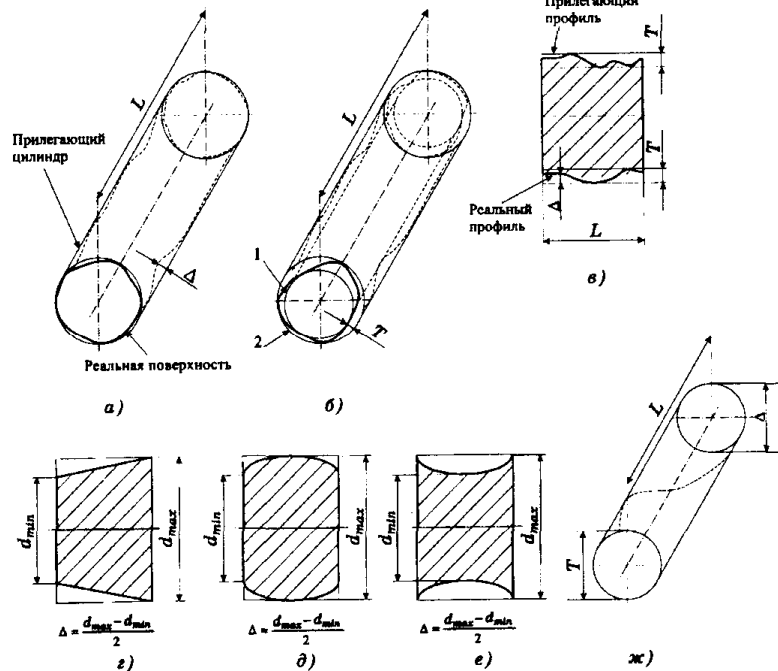 Прилегающий
профиль
T
L
L
Прилегающий
цилиндр
T
Реальный
профиль
Δ
L
в)
Δ
1
2
T
Реальная поверхность
а)
б)
L
Δ
T
ж)
d_min
d_max
Δ = (d_max − d_min)/2
г)
d_min
d_max
Δ = (d_max − d_min)/2
д)
d_min
d_max
Δ = (d_max − d_min)/2
е)